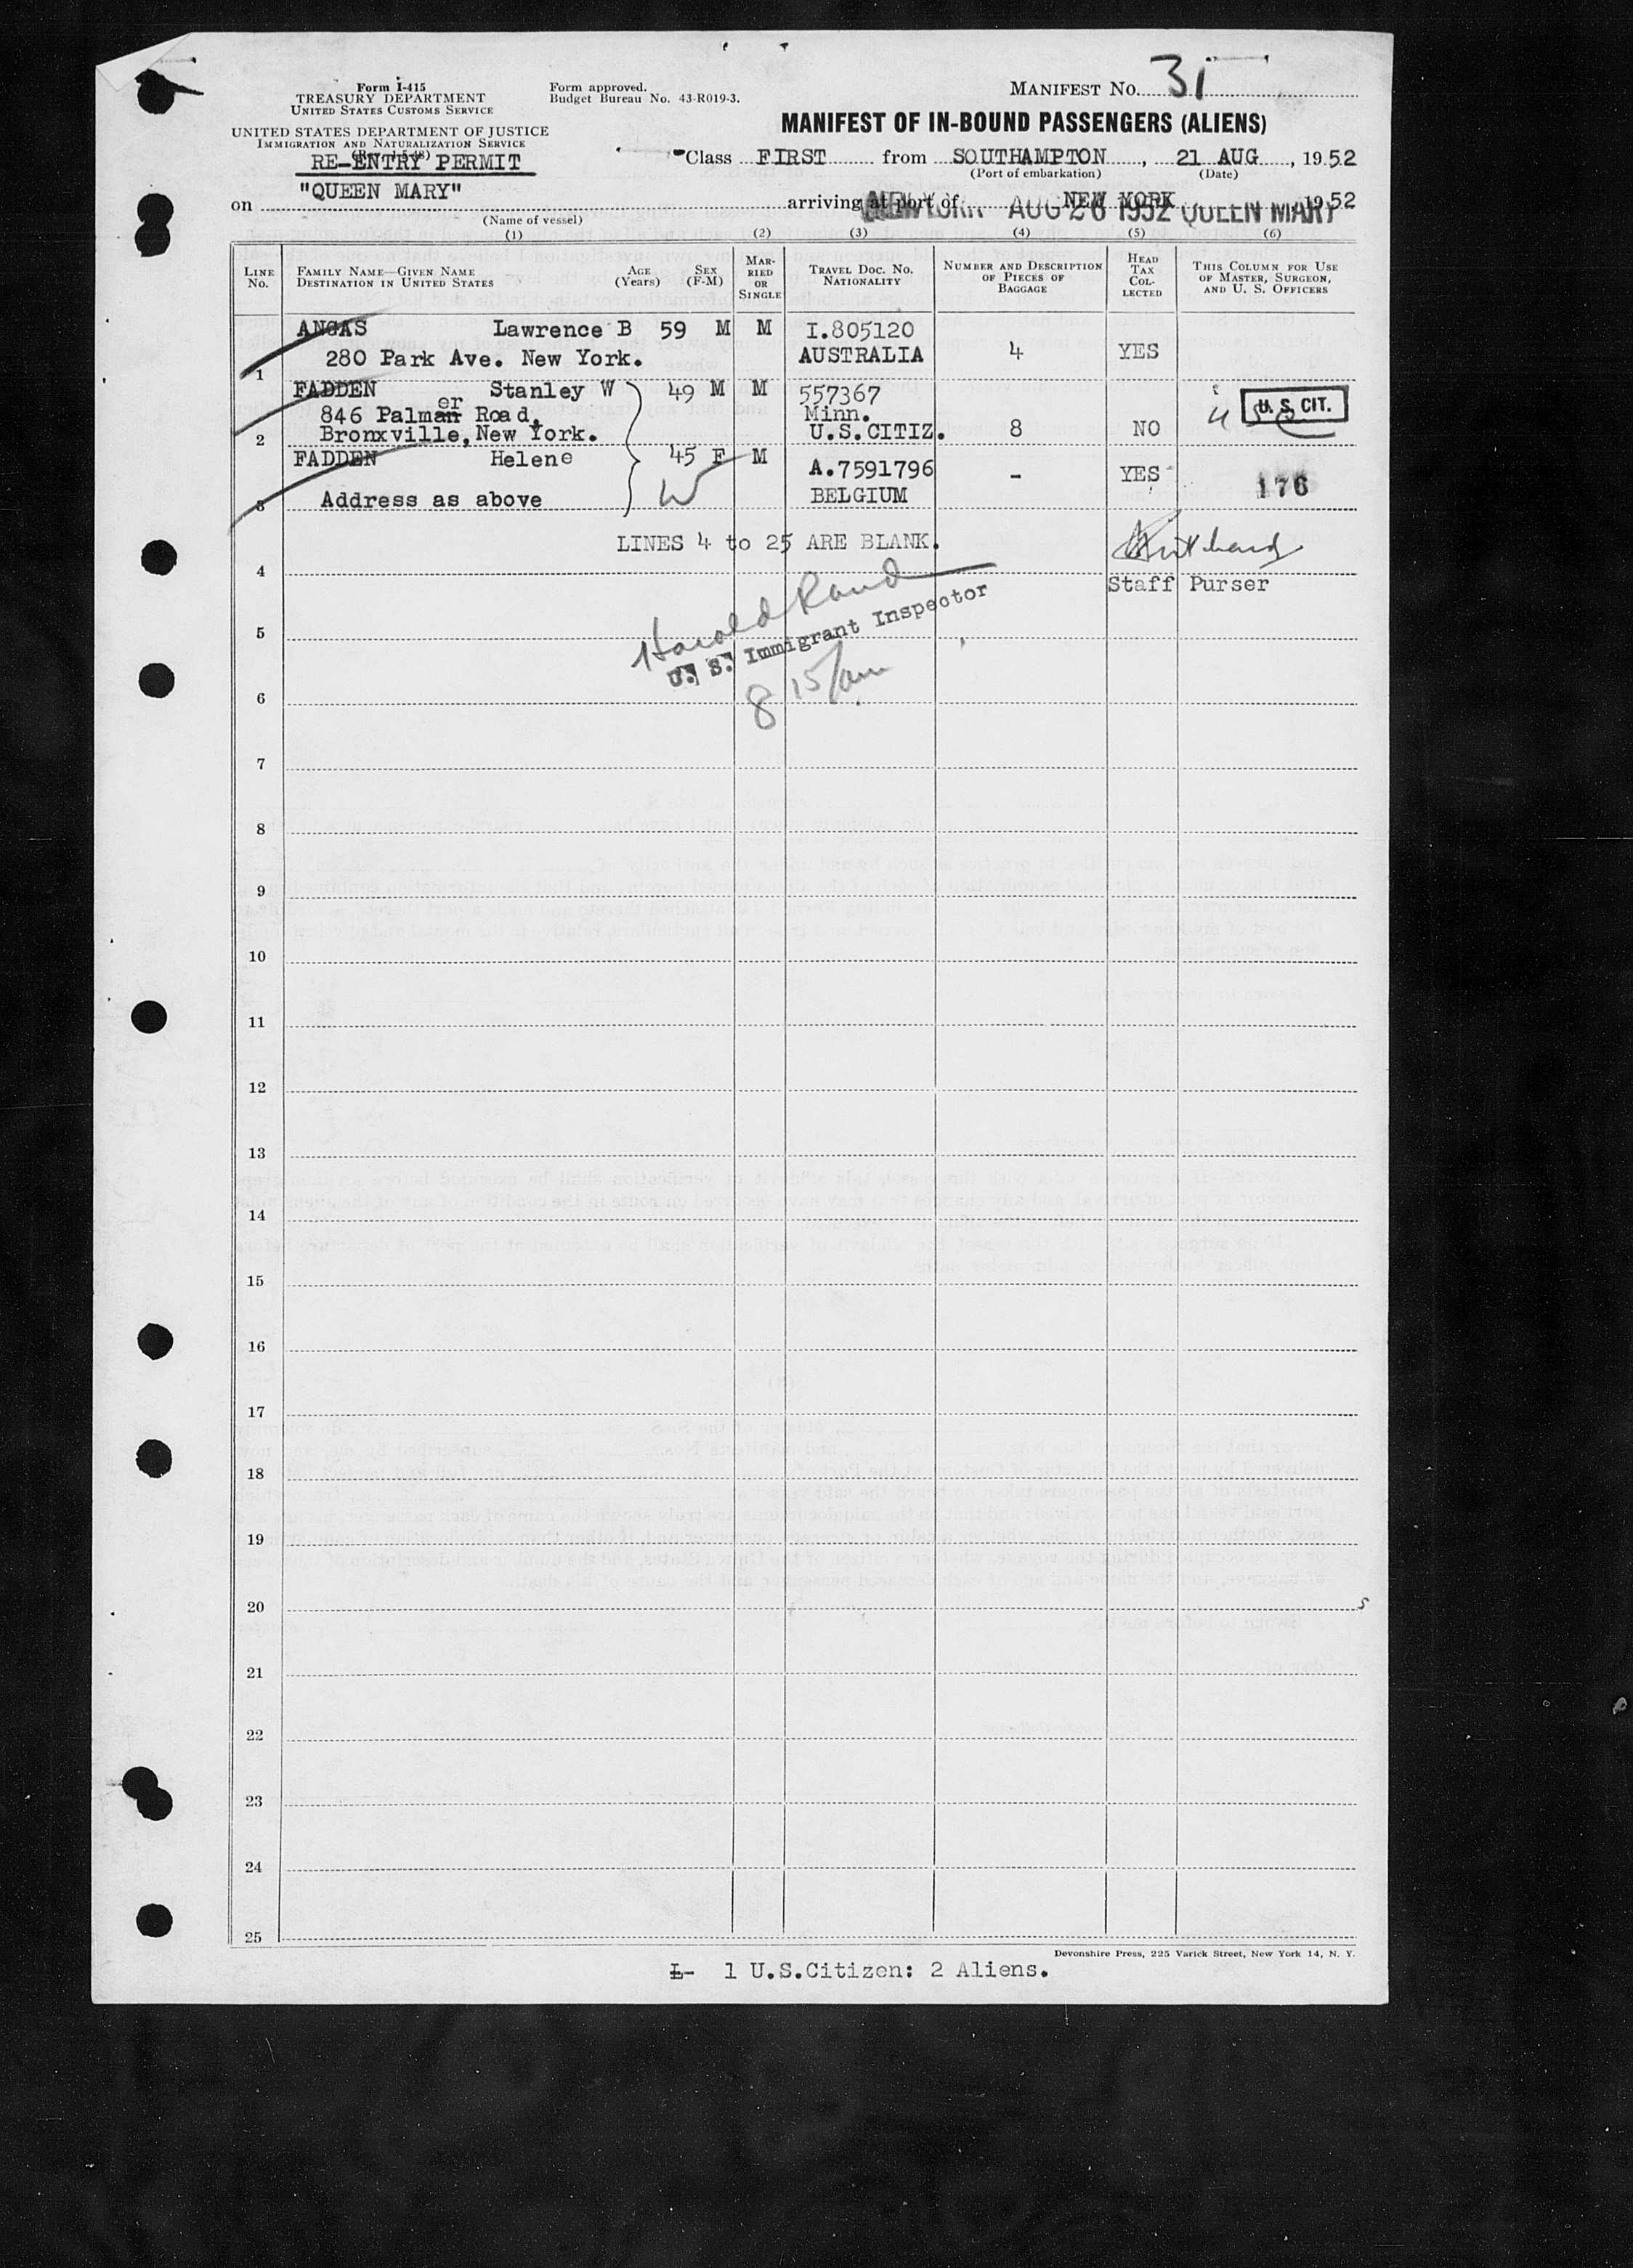 Form I-415
TREASURY DEPARTMENT
UNITED STATES CUSTOMS SERVICE
UNITED STATES DEPARTMENT OF JUSTICE
IMMIGRATION AND NATURALIZATION SERVICE
RE-ENTRY PERMIT
Form approved.
Budget Bureau No. 43-R019-3.
MANIFEST NO. 31
MANIFEST OF IN-BOUND PASSENGERS (ALIENS)
Class FIRST from SOUTHAMPTON, 21 AUG, 1952
(Port of embarkation) (Date)
on "QUEEN MARY" arriving at port of NEW YORK 1952
NEW YORK AUG 26 1952 QUEEN MARY
(Name of vessel)
(1) (2) (3) (4) (5) (6)
LINE No. FAMILY NAME—GIVEN NAME DESTINATION IN UNITED STATES AGE (Years) SEX (F-M) MARRIED OR SINGLE TRAVEL DOC. NO. NATIONALITY NUMBER AND DESCRIPTION OF PIECES OF BAGGAGE HEAD TAX COLLECTED THIS COLUMN FOR USE OF MASTER, SURGEON, AND U. S. OFFICERS
ANGAS Lawrence B 59 M M I.805120
280 Park Ave. New York. AUSTRALIA 4 YES
1
FADDEN Stanley W 49 M M 557367
846 Palmer Road, Minn. U. S. CIT.
2 Bronxville, New York. U.S.CITIZ. 8 NO
FADDEN Helene 45 F M A.7591796 - YES 176
3 Address as above BELGIUM
LINES 4 to 25 ARE BLANK.
4
Staff Purser
Harold Rand
U. S. Immigrant Inspector
8 15/am
5
6
7
8
9
10
11
12
13
14
15
16
17
18
19
20
21
22
23
24
25
Devonshire Press, 225 Varick Street, New York 14, N. Y.
1 U.S.Citizen: 2 Aliens.